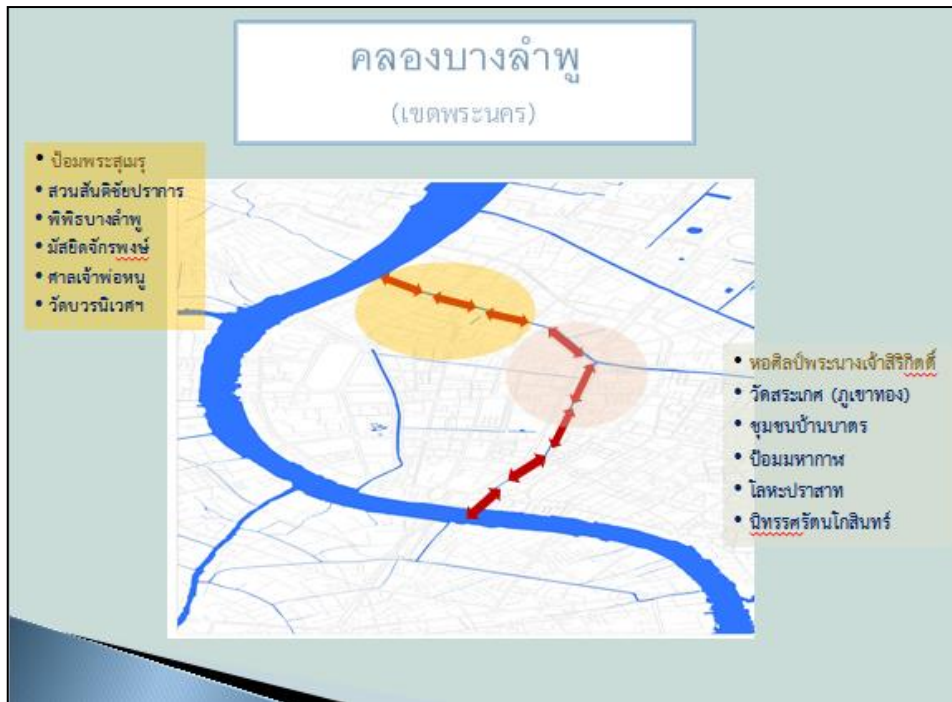 คลองบางลำพู
(เขตพระนคร)
• ป้อมพระสุเมรุ
• สวนสันติชัยปราการ
• พิพิธบางลำพู
• มัสยิดจักรพงษ์
• ศาลเจ้าพ่อหนู
• วัดบวรนิเวศฯ
• หอศิลป์พระนางเจ้าสิริกิตติ์
• วัดสระเกศ (ภูเขาทอง)
• ชุมชนบ้านบาตร
• ป้อมมหากาฬ
• โลหะปราสาท
• นิทรรศรัตนโกสินทร์